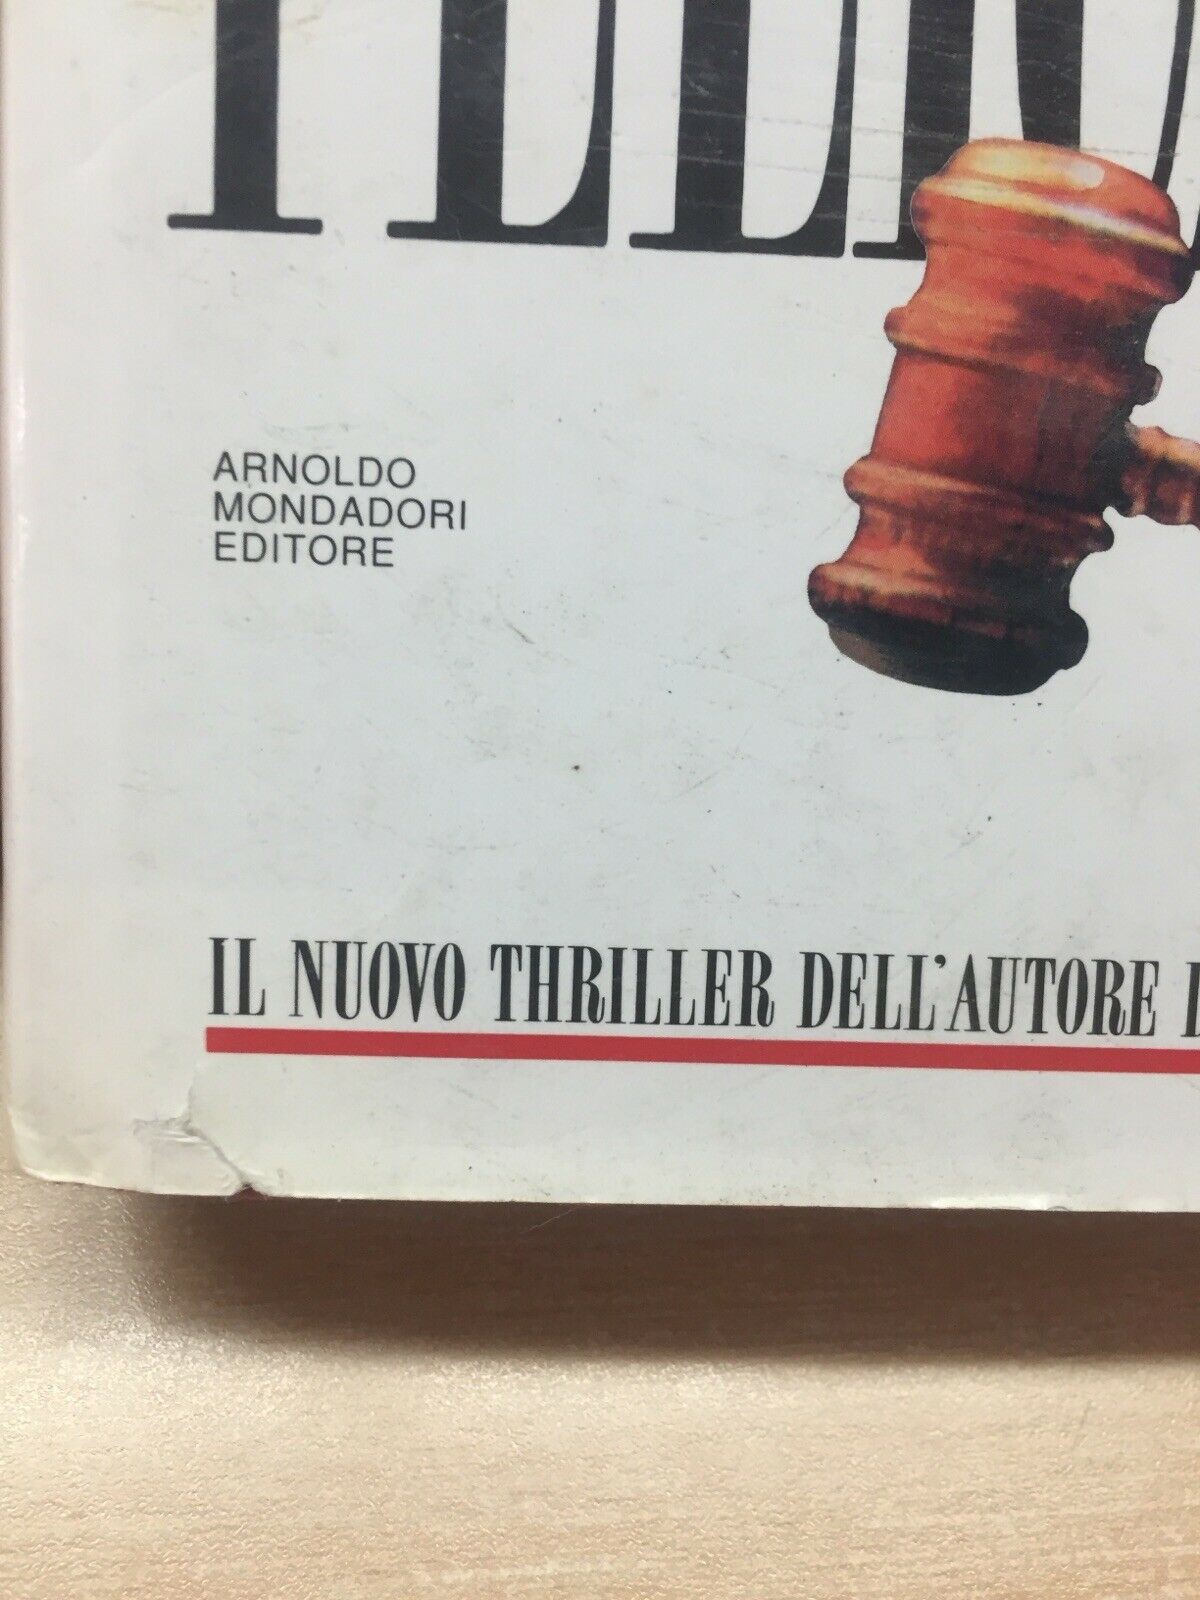 ARNOLDO
MONDADORI
EDITORE
IL NUOVO THRILLER DELL'AUTORE